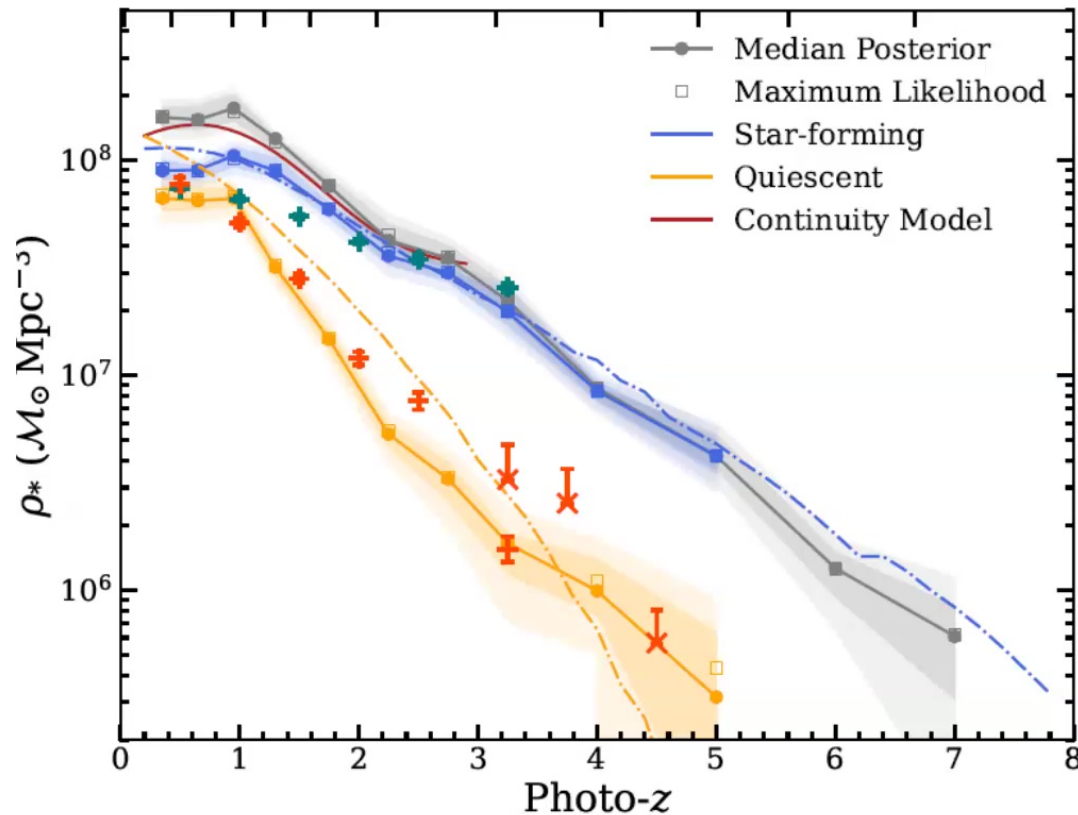 Median Posterior
Maximum Likelihood
Star-forming
Quiescent
Continuity Model
10⁸
10⁷
10⁶
ρ* (M⊙ Mpc⁻³)
0 1 2 3 4 5 6 7 8
Photo-z